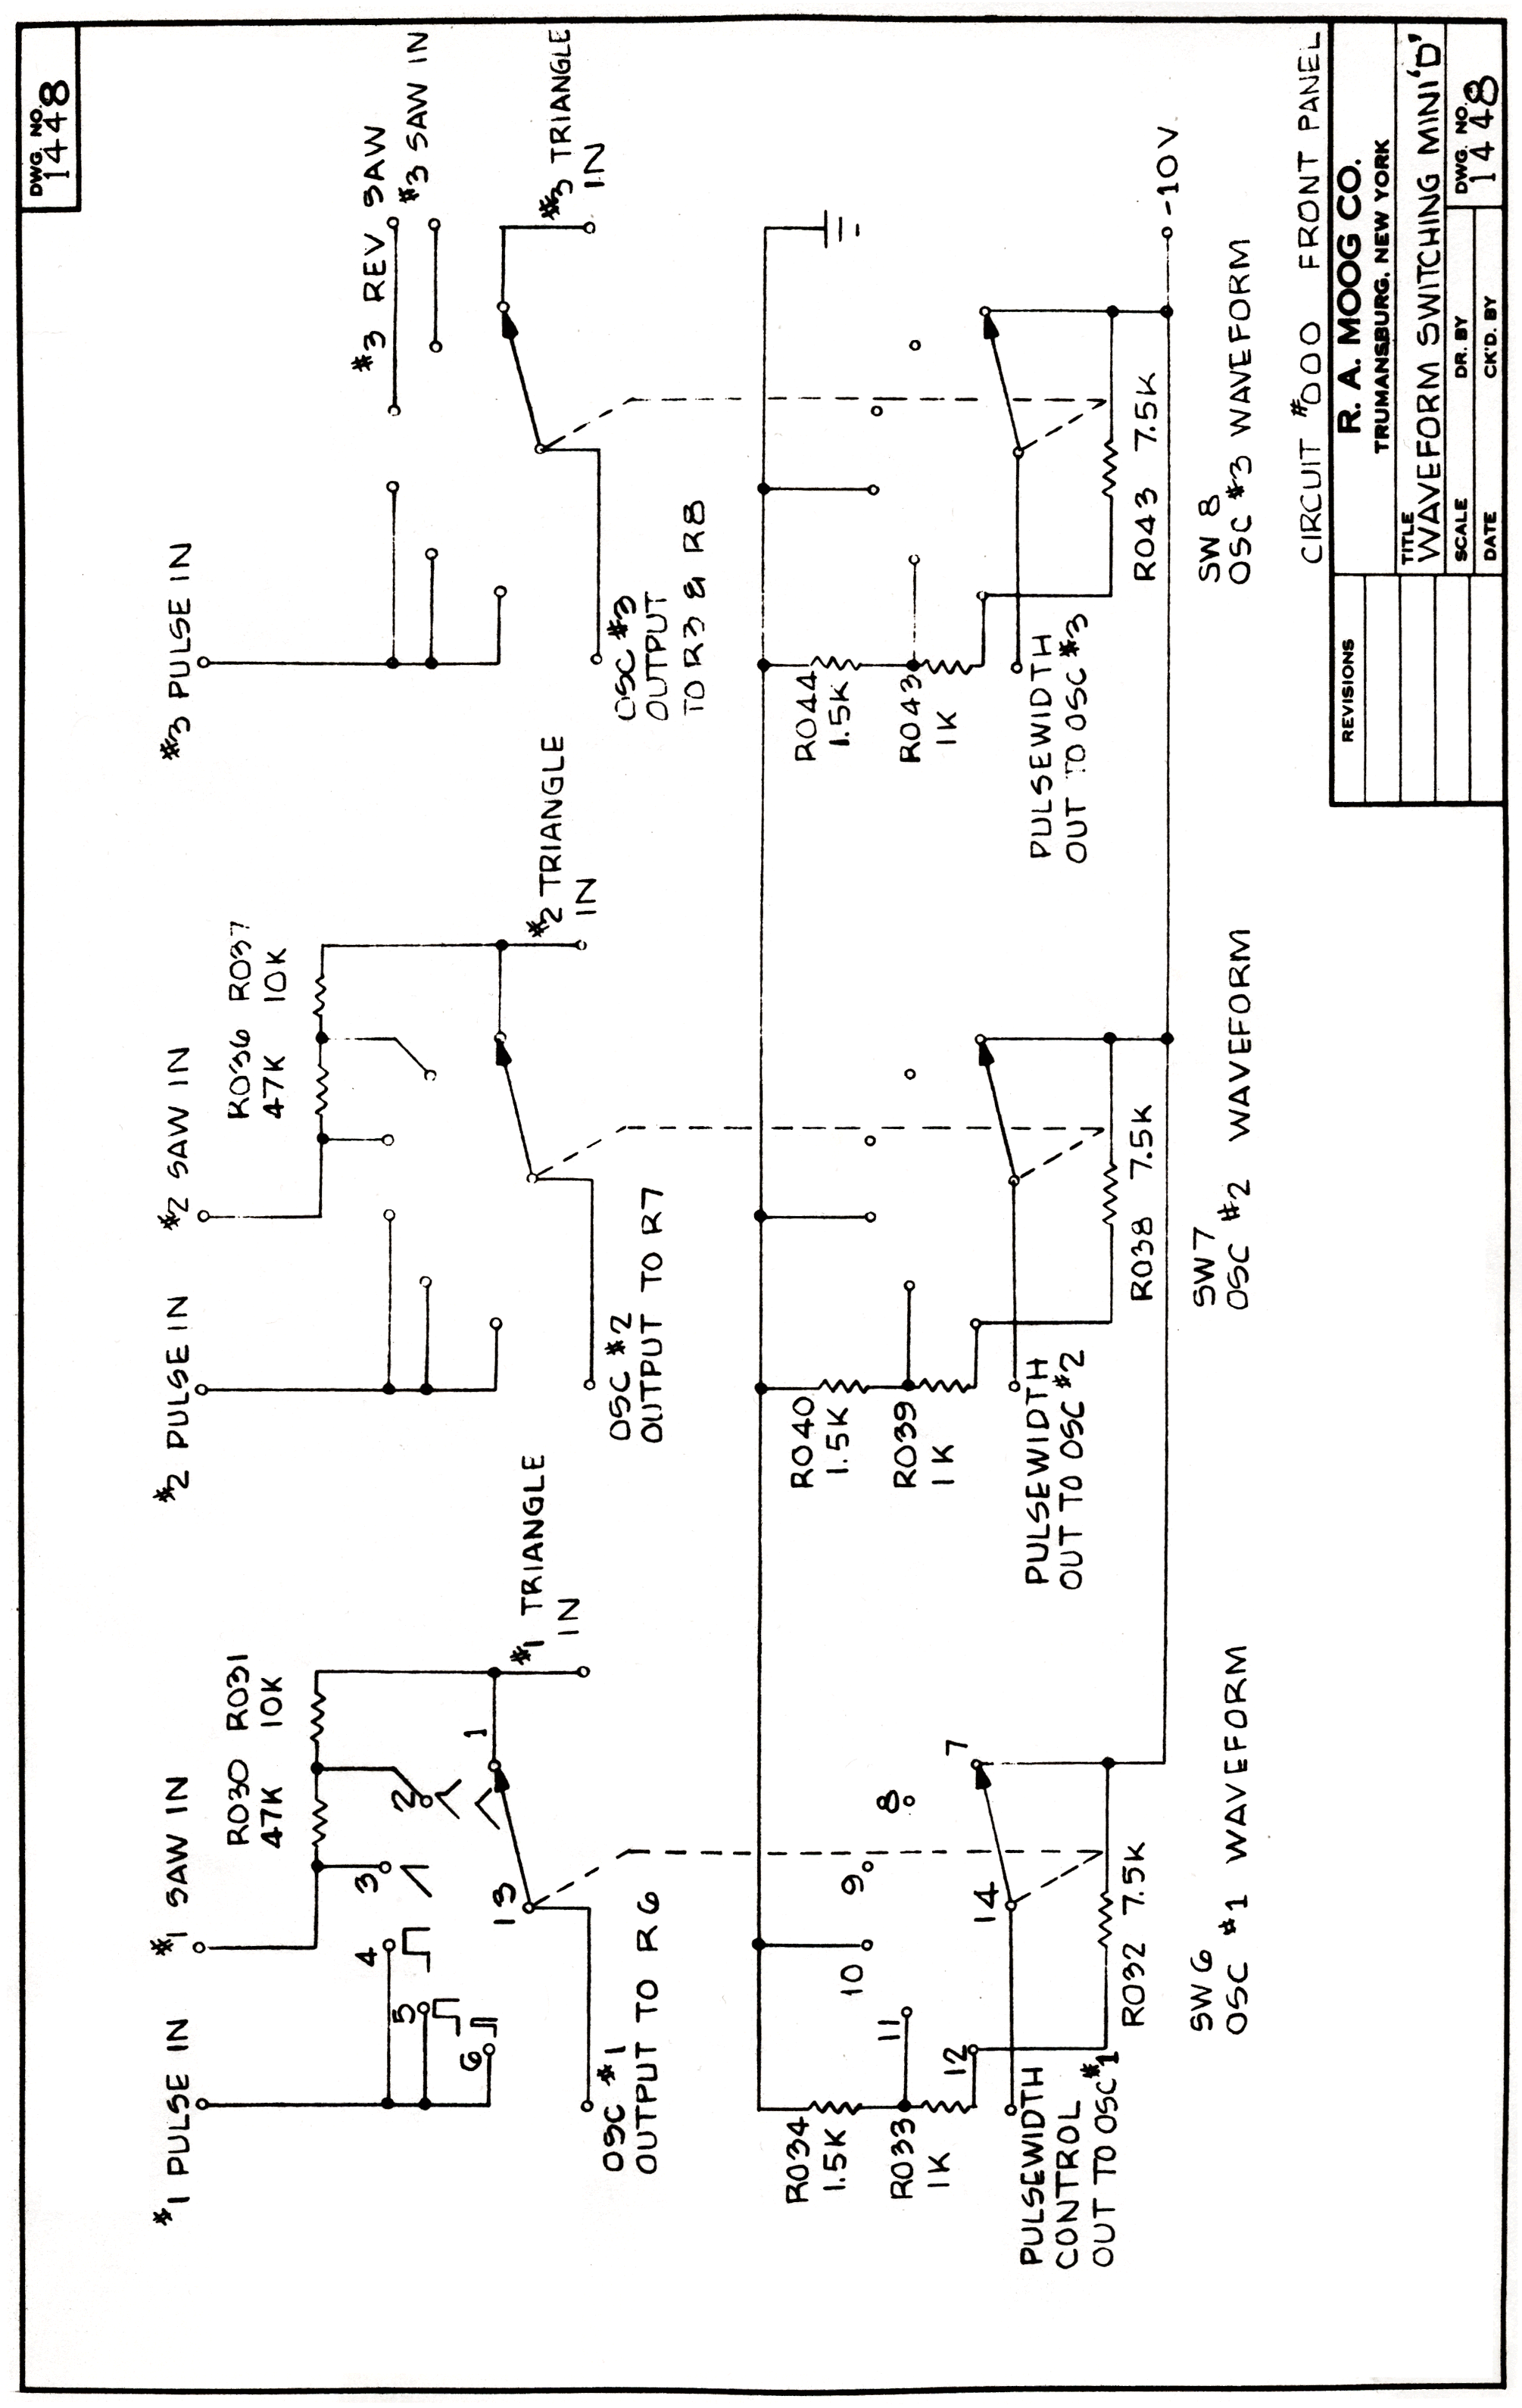 DWG. NO.
1448
#1 PULSE IN
#1 SAW IN
R030 R031
47K 10K
1
2
3
4
5
6
13
#1 TRIANGLE
IN
OSC #1
OUTPUT TO R6
#2 PULSE IN
#2 SAW IN
R036 R037
47K 10K
#2 TRIANGLE
IN
OSC #2
OUTPUT TO R7
#3 PULSE IN
#3 REV SAW
#3 SAW IN
#3 TRIANGLE
IN
OSC #3
OUTPUT
TO R3 & R8
R034
1.5K
R033
1K
7
8
9
10
11
12
14
PULSEWIDTH
CONTROL
OUT TO OSC #1
R032 7.5K
SW 6
OSC #1 WAVEFORM
R040
1.5K
R039
1K
PULSEWIDTH
OUT TO OSC #2
R038 7.5K
SW 7
OSC #2 WAVEFORM
R044
1.5K
R043
1K
PULSEWIDTH
OUT TO OSC #3
R043 7.5K
SW 8
OSC #3 WAVEFORM
-10V
CIRCUIT #000 FRONT PANEL
REVISIONS
R. A. MOOG CO.
TRUMANSBURG, NEW YORK
TITLE
WAVEFORM SWITCHING MINI 'D'
SCALE
DR. BY
DATE
CK'D. BY
DWG. NO.
1448